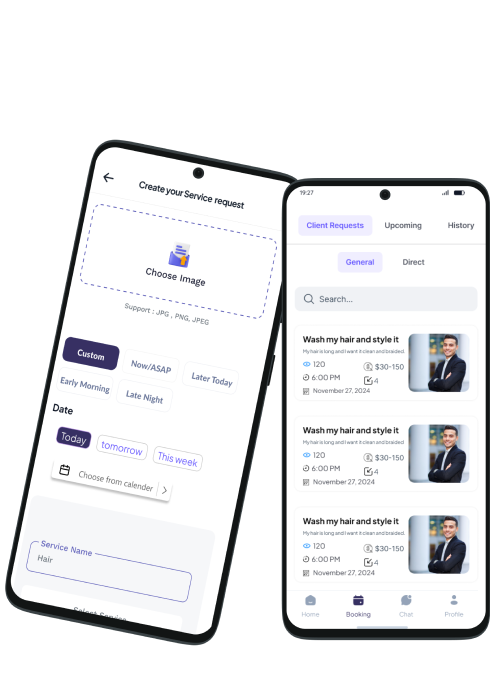 Create your Service request
Choose Image
Support : JPG , PNG, JPEG
Custom
Now/ASAP
Later Today
Early Morning
Late Night
Date
Today
tomorrow
This week
Choose from calender
Service Name
Hair
Select Service
19:27
Client Requests
Upcoming
History
General
Direct
Search...
Wash my hair and style it
My hair is long and I want it clean and braided.
120
$30-150
6:00 PM
4
November 27, 2024
Wash my hair and style it
My hair is long and I want it clean and braided
120
$30-150
6:00 PM
4
November 27, 2024
Wash my hair and style it
My hair is long and I want it clean and braided.
120
$30-150
6:00 PM
4
November 27, 2024
Home
Booking
Chat
Profile